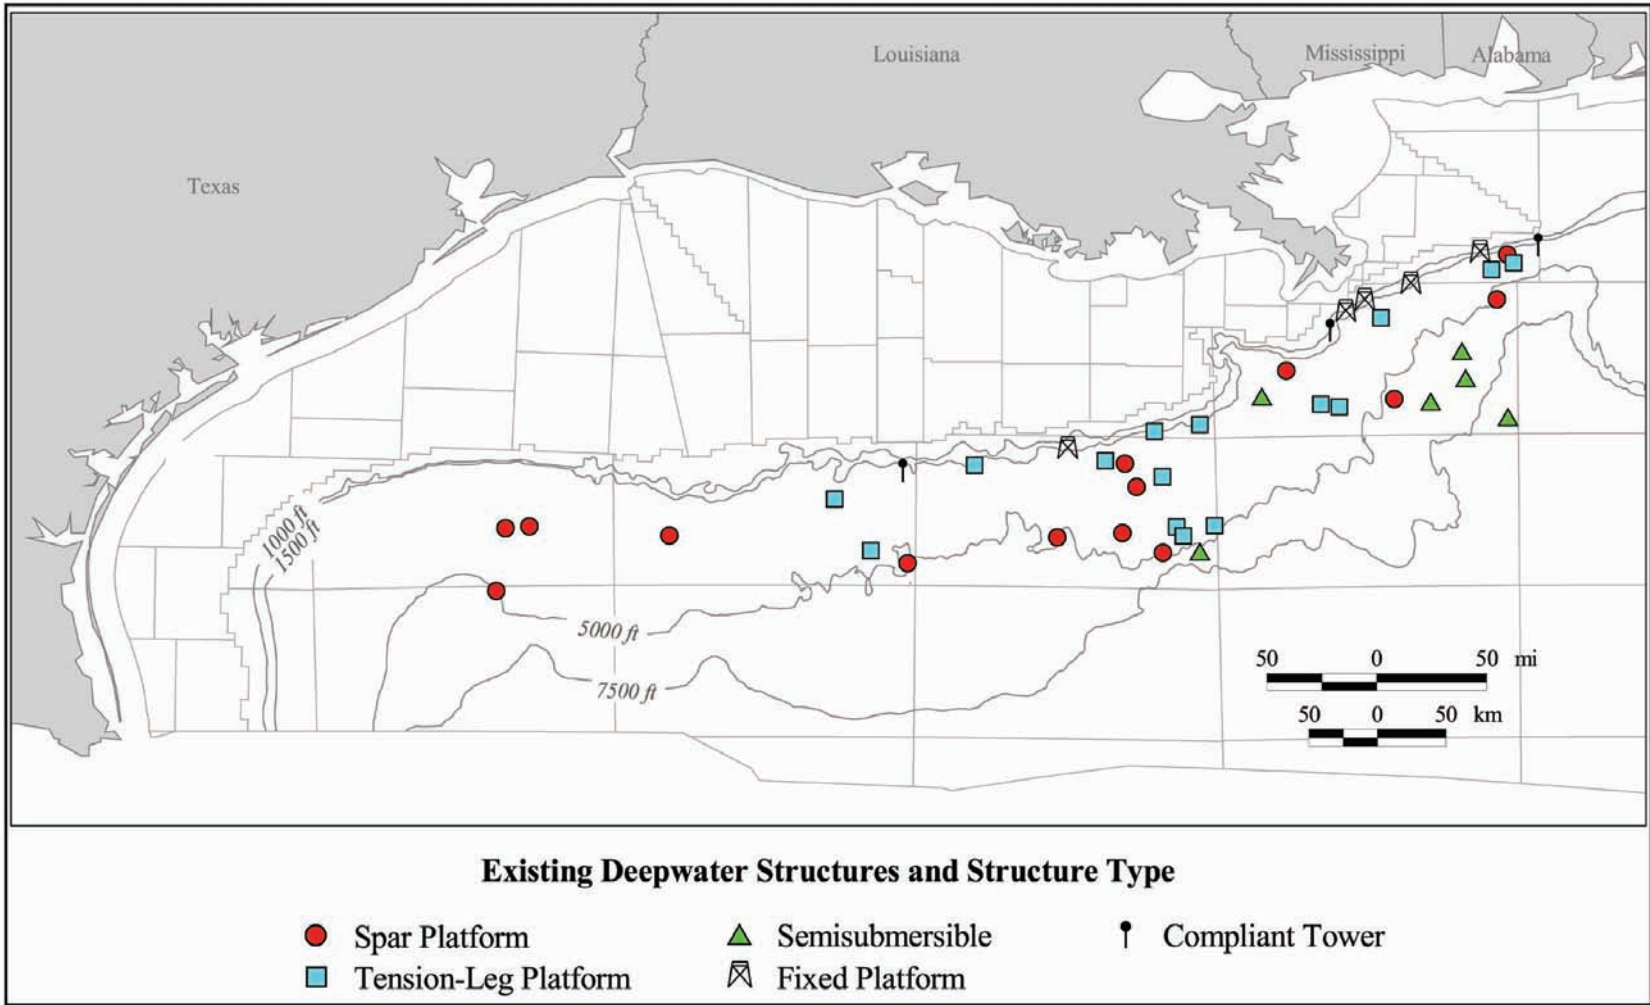 Louisiana
Mississippi
Alabama
Texas
1000 ft
1500 ft
5000 ft
7500 ft
50 0 50 mi
50 0 50 km
Existing Deepwater Structures and Structure Type
Spar Platform
Semisubmersible
Compliant Tower
Tension-Leg Platform
Fixed Platform